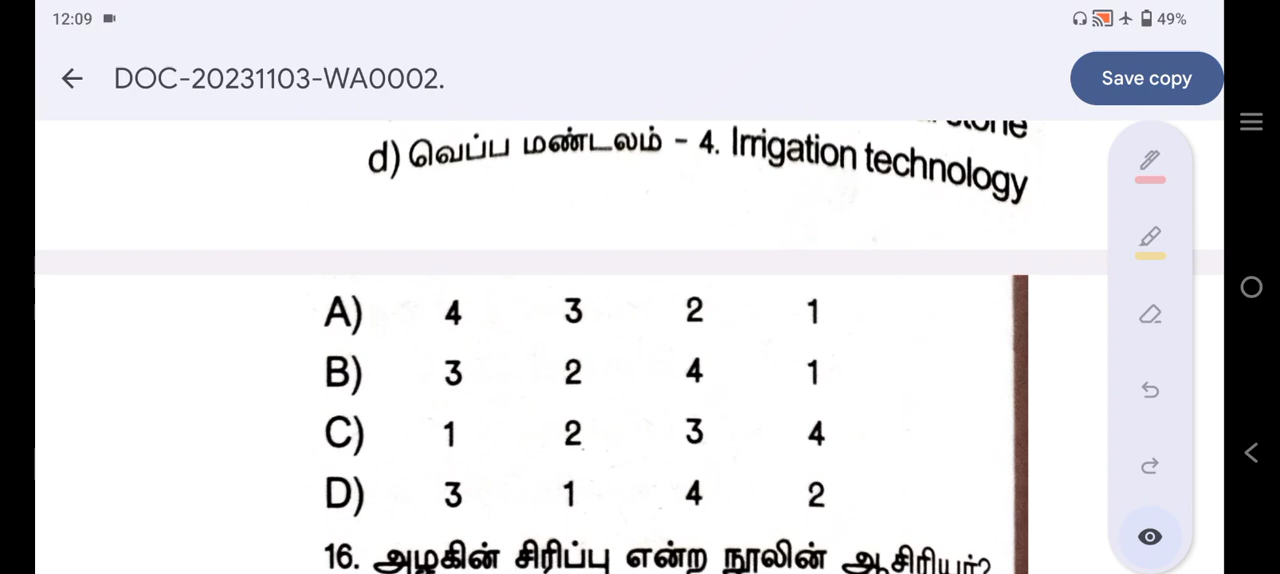 12:09 49%
DOC-20231103-WA0002. Save copy
d) வெப்ப மண்டலம் - 4. Irrigation technology
A) 4 3 2 1
B) 3 2 4 1
C) 1 2 3 4
D) 3 1 4 2
16. அழகின் சிரிப்பு என்ற நூலின் ஆசிரியர்?